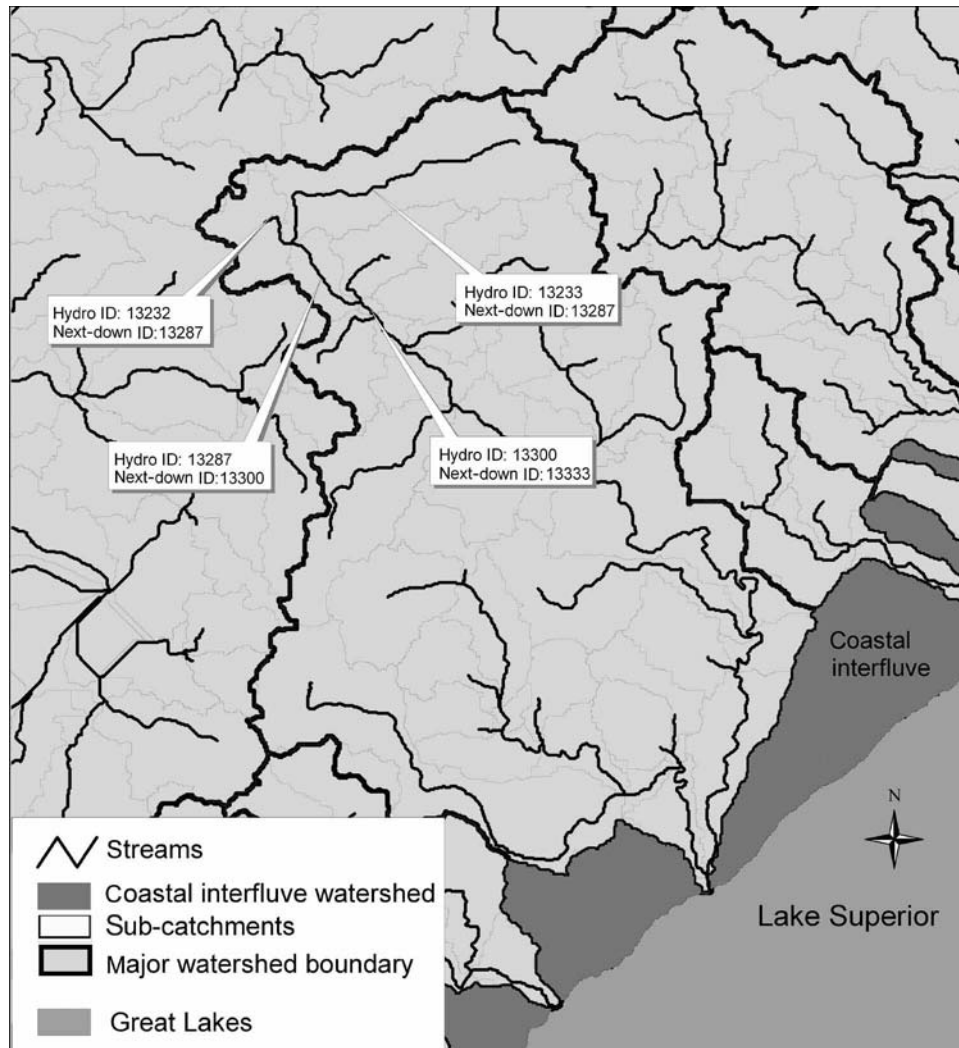 Hydro ID: 13232
Next-down ID: 13287
Hydro ID: 13233
Next-down ID: 13287
Hydro ID: 13287
Next-down ID:13300
Hydro ID: 13300
Next-down ID: 13333
Coastal
interfluve
N
Lake Superior
Streams
Coastal interfluve watershed
Sub-catchments
Major watershed boundary
Great Lakes